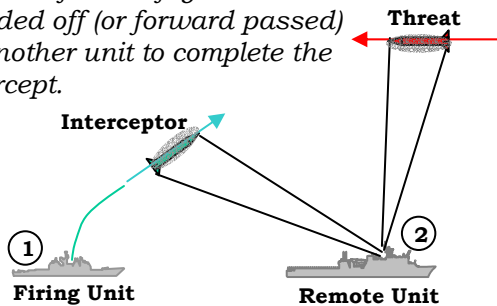 ded off (or forward passed)
nother unit to complete the
rcept.
Threat
Interceptor
1
2
Firing Unit
Remote Unit